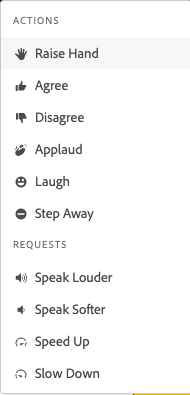 ACTIONS
Raise Hand
Agree
Disagree
Applaud
Laugh
Step Away
REQUESTS
Speak Louder
Speak Softer
Speed Up
Slow Down